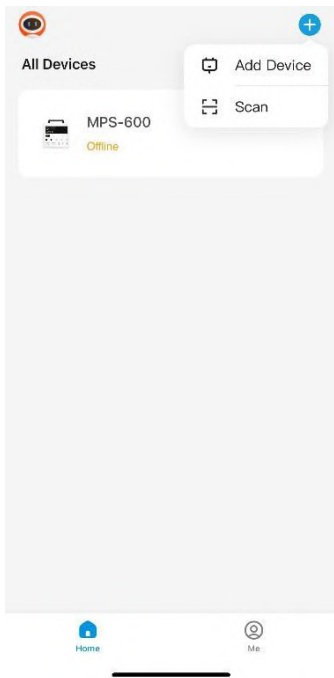 All Devices
Add Device
Scan
MPS-600
Offline
Home
Me